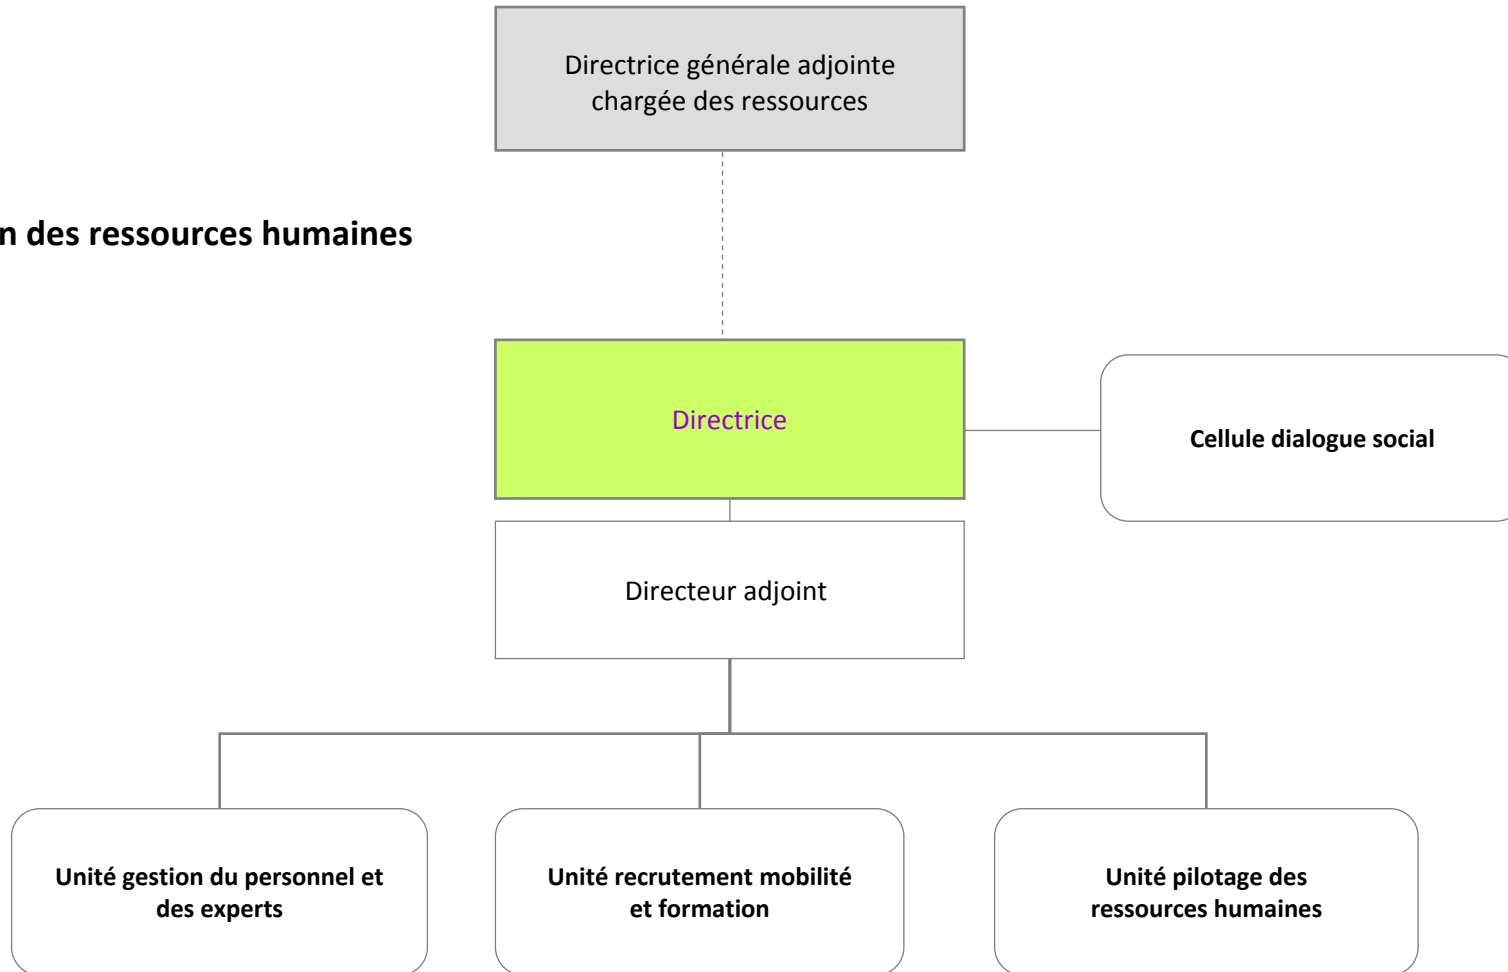 Directrice générale adjointe
chargée des ressources
n des ressources humaines
Directrice
Cellule dialogue social
Directeur adjoint
Unité gestion du personnel et
des experts
Unité recrutement mobilité
et formation
Unité pilotage des
ressources humaines